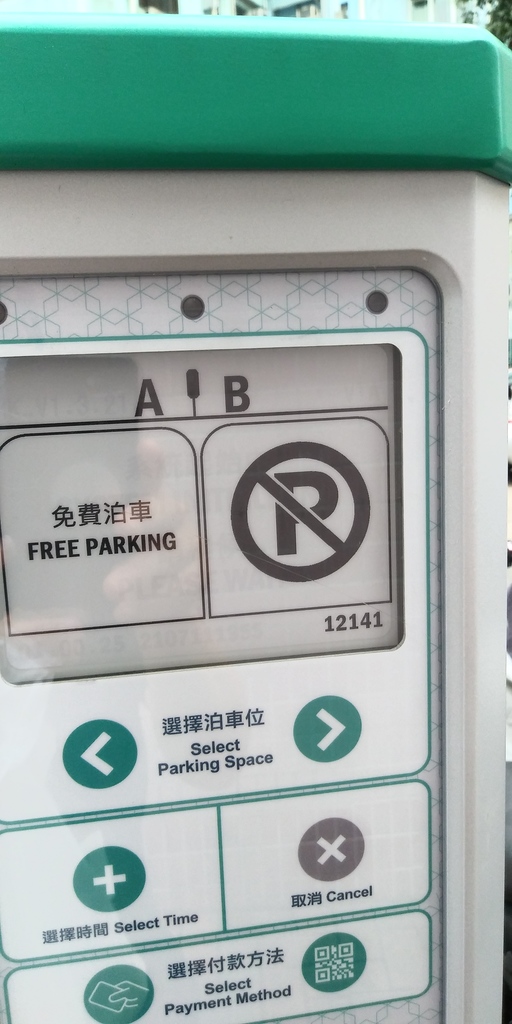 A B
免費泊車
FREE PARKING
P
12141
選擇泊車位
Select
Parking Space
選擇時間 Select Time
取消 Cancel
選擇付款方法
Select
Payment Method